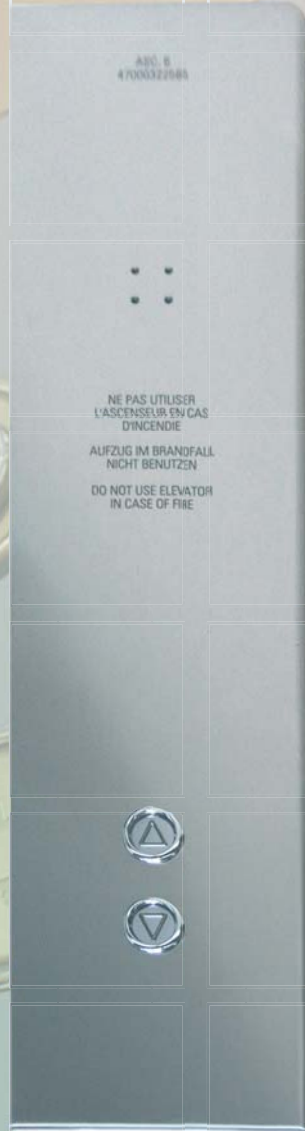 ASC. B
47000322585
NE PAS UTILISER
L'ASCENSEUR EN CAS
D'INCENDIE
AUFZUG IM BRANDFALL
NICHT BENUTZEN
DO NOT USE ELEVATOR
IN CASE OF FIRE